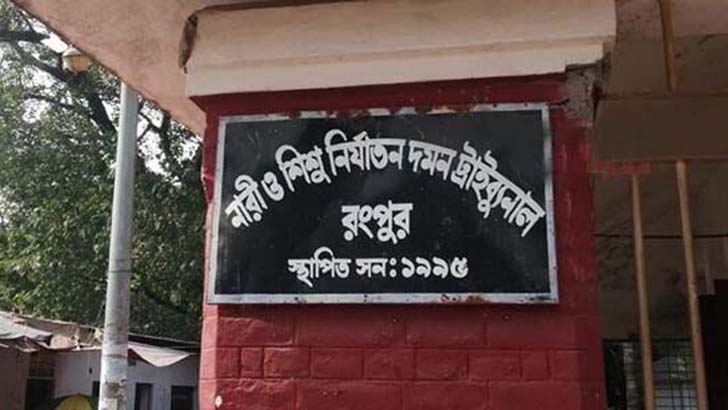 নারী ও শিশু নির্যাতন দমন ট্রাইব্যুনাল
রংপুর
স্থাপিত সন: ১৯৯৫